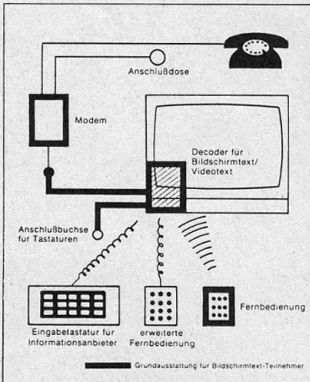 Anschlußdose
Modem
Decoder für
Bildschirmtext/
Videotext
Anschlußbuchse
für Tastaturen
Eingabetastatur für
Informationsanbieter
erweiterte
Fernbedienung
Fernbedienung
Grundausstattung für Bildschirmtext-Teilnehmer